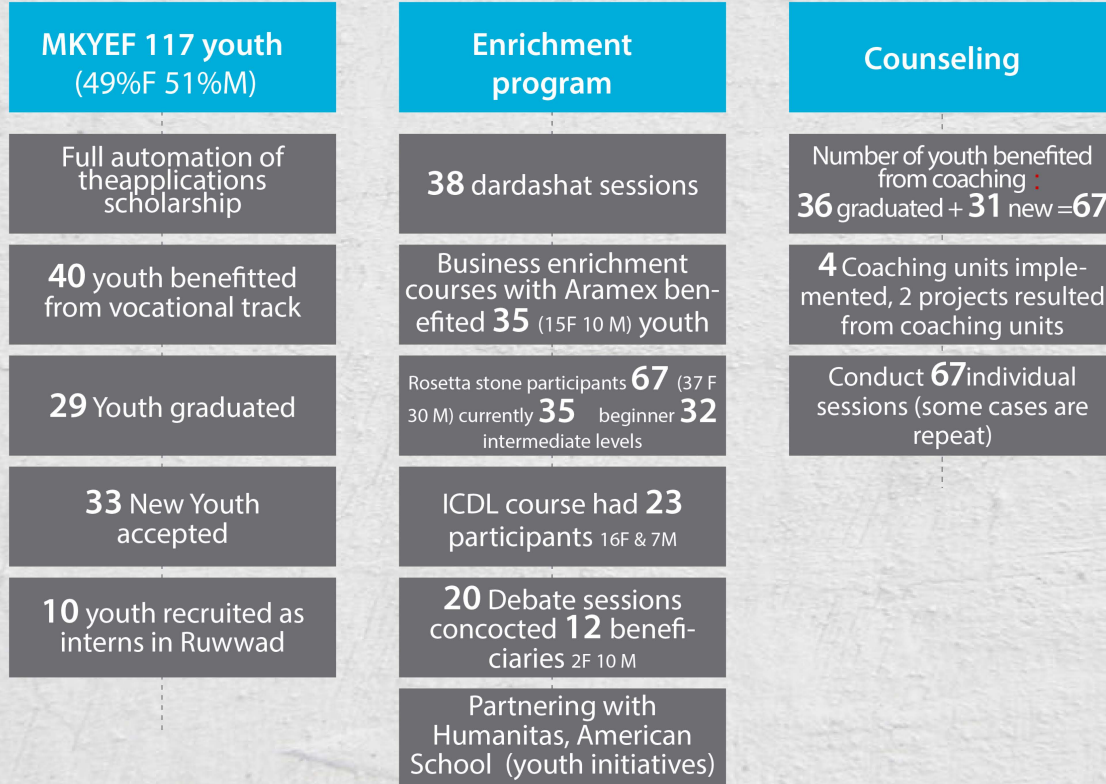 MKYEF 117 youth
(49%F 51%M)
Full automation of
theapplications
scholarship
40 youth benefitted
from vocational track
29 Youth graduated
33 New Youth
accepted
10 youth recruited as
interns in Ruwwad
Enrichment
program
38 dardashat sessions
Business enrichment
courses with Aramex ben-
efited 35 (15F 10 M) youth
Rosetta stone participants 67 (37 F
30 M) currently 35 beginner 32
intermediate levels
ICDL course had 23
participants 16F & 7M
20 Debate sessions
concocted 12 benefi-
ciaries 2F 10 M
Partnering with
Humanitas, American
School (youth initiatives)
Counseling
Number of youth benefited
from coaching :
36 graduated + 31 new =67
4 Coaching units imple-
mented, 2 projects resulted
from coaching units
Conduct 67individual
sessions (some cases are
repeat)